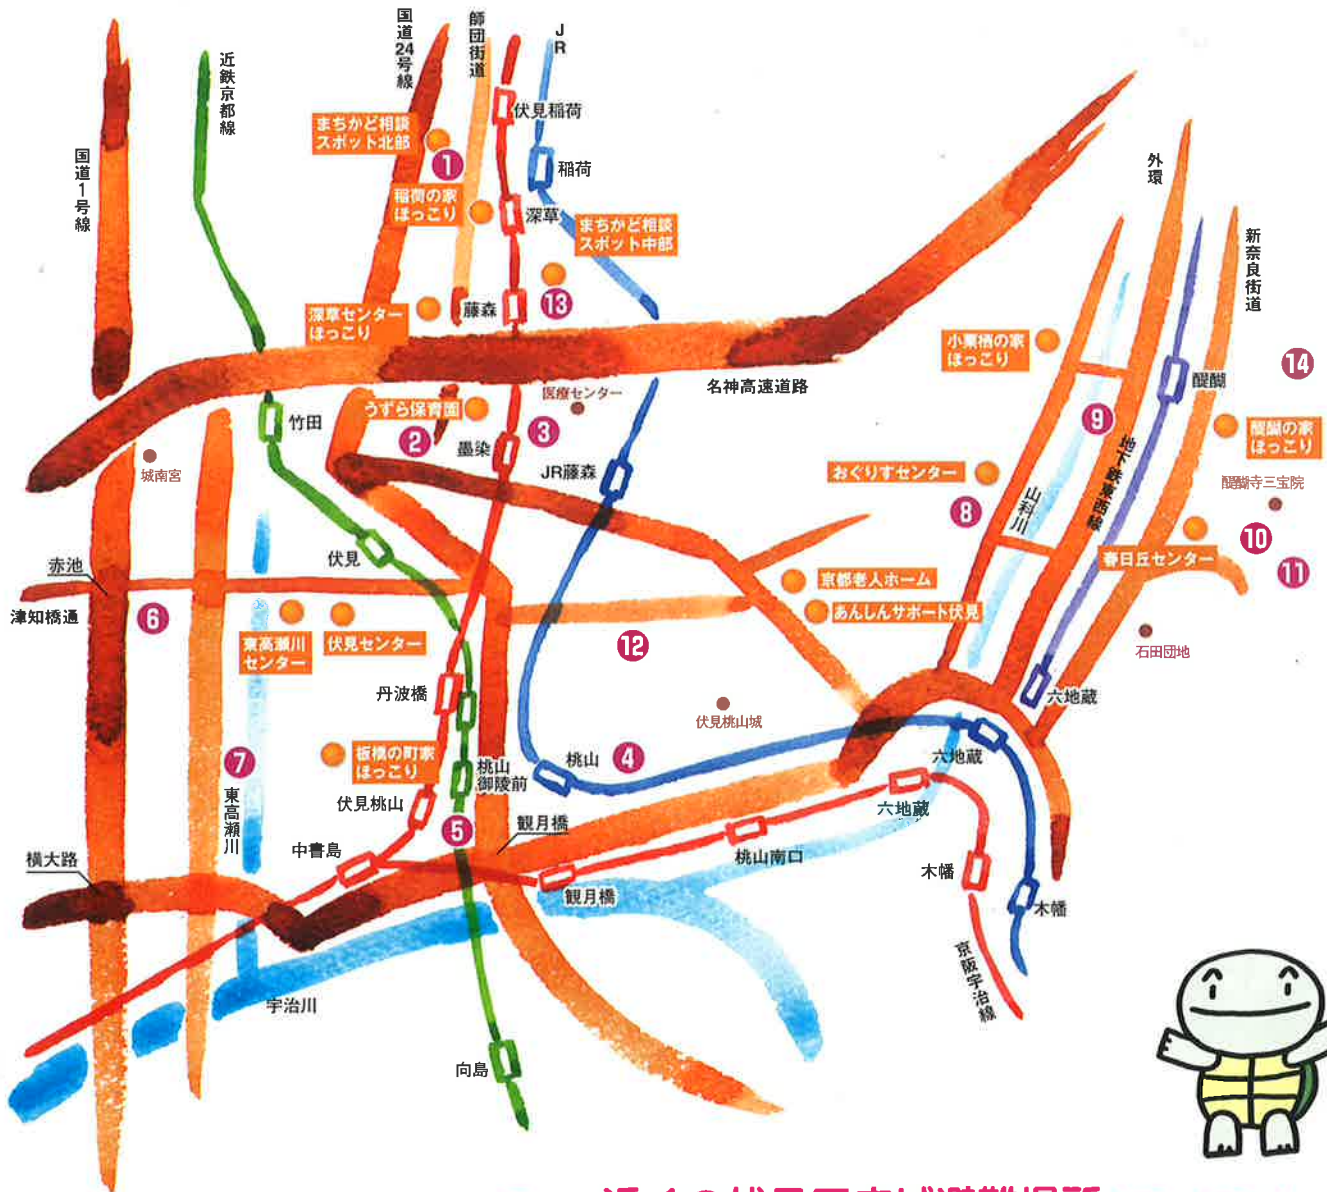 国道24号線
師団街道
JR
近鉄京都線
国道1号線
まちかど相談
スポット北部
伏見稲荷
稲荷
1
稲荷の家
ほっこり
深草
まちかど相談
スポット中部
外環
新奈良街道
深草センター
ほっこり
藤森
13
小栗栖の家
ほっこり
14
醍醐
名神高速道路
医療センター
うずら保育園
竹田
2
墨染
3
9
醍醐の家
ほっこり
城南宮
JR藤森
おぐりすセンター
地下鉄東西線
山科川
醍醐寺三宝院
8
10
春日丘センター
11
伏見
赤池
津知橋通
6
京都老人ホーム
あんしんサポート伏見
東高瀬川
センター
伏見センター
12
石田団地
丹波橋
六地蔵
伏見桃山城
板橋の町家
ほっこり
7
桃山
御陵前
桃山
4
六地蔵
東高瀬川
伏見桃山
六地蔵
5
観月橋
中書島
横大路
桃山南口
木幡
観月橋
木幡
京阪宇治線
宇治川
向島